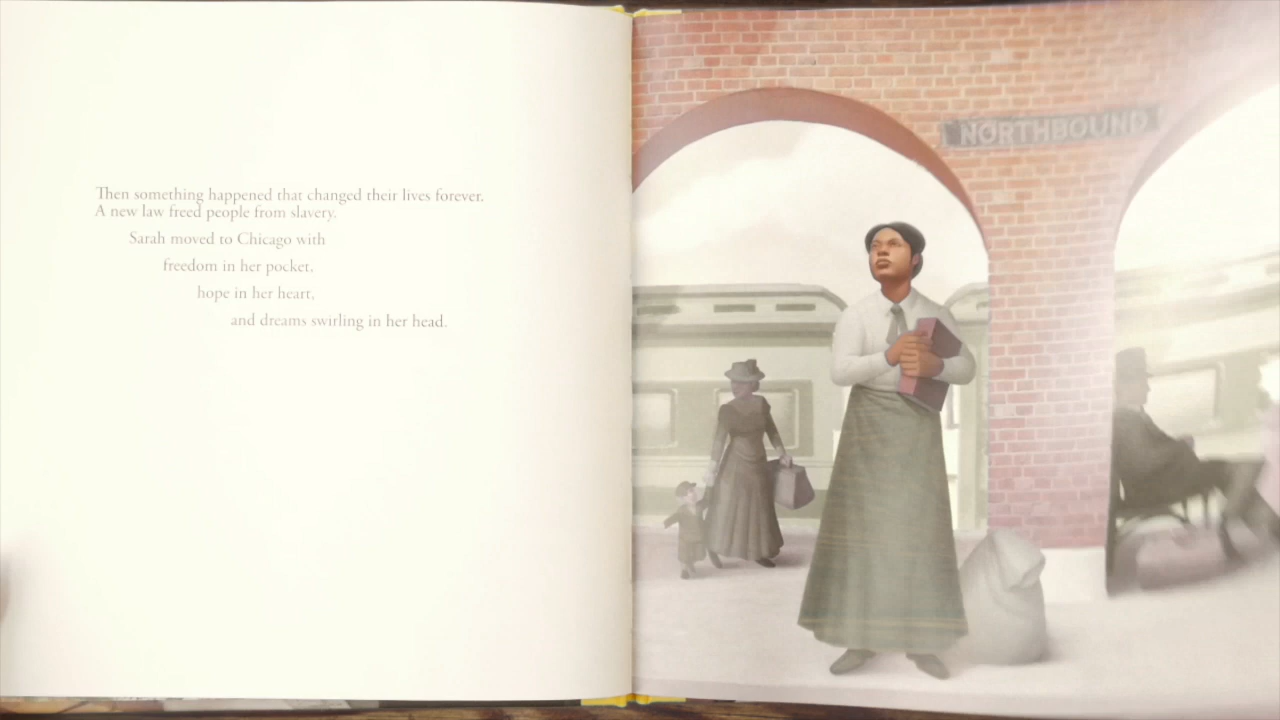 Then something happened that changed their lives forever.
A new law freed people from slavery.
Sarah moved to Chicago with
freedom in her pocket,
hope in her heart,
and dreams swirling in her head.
NORTHBOUND